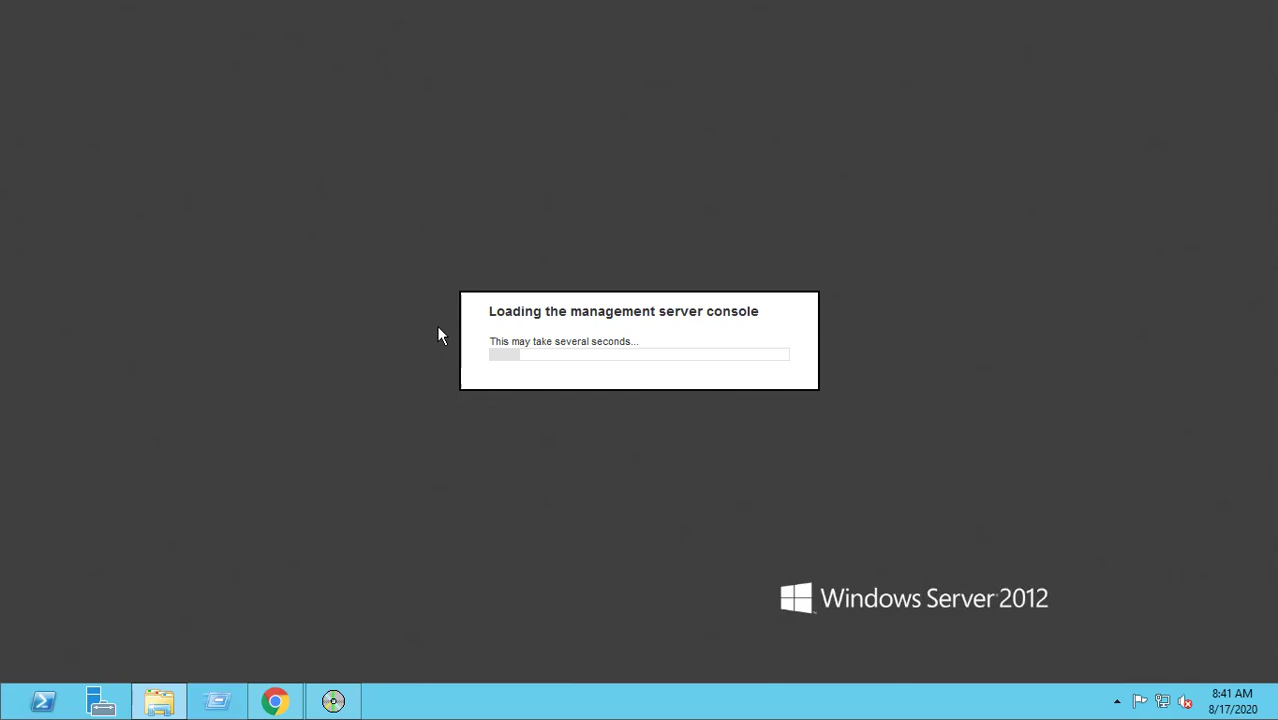 Loading the management server console
This may take several seconds...
Windows Server 2012
8:41 AM
8/17/2020